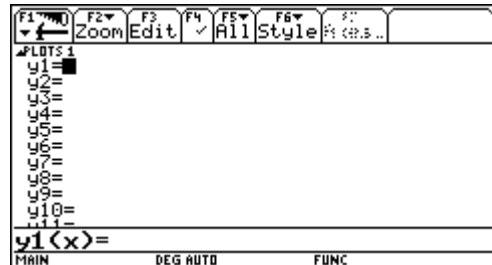 F1 F2 F3 F4 F5 F6
Zoom Edit ✓ All Style
PLOTS 1
y1=
y2=
y3=
y4=
y5=
y6=
y7=
y8=
y9=
y10=
y11=
y1(x)=
MAIN DEG AUTO FUNC